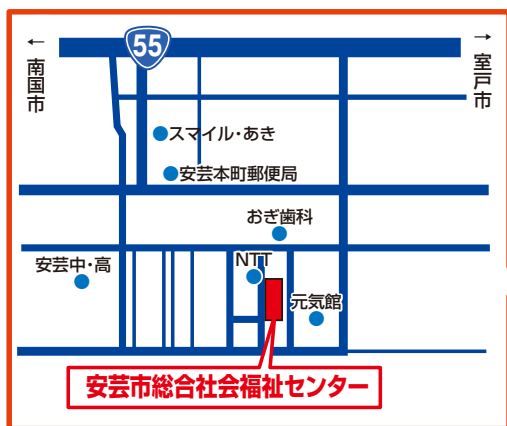 ←
南国市
55
→
室戸市
スマイル・あき
安芸本町郵便局
おぎ歯科
安芸中・高
NTT
元気館
安芸市総合社会福祉センター